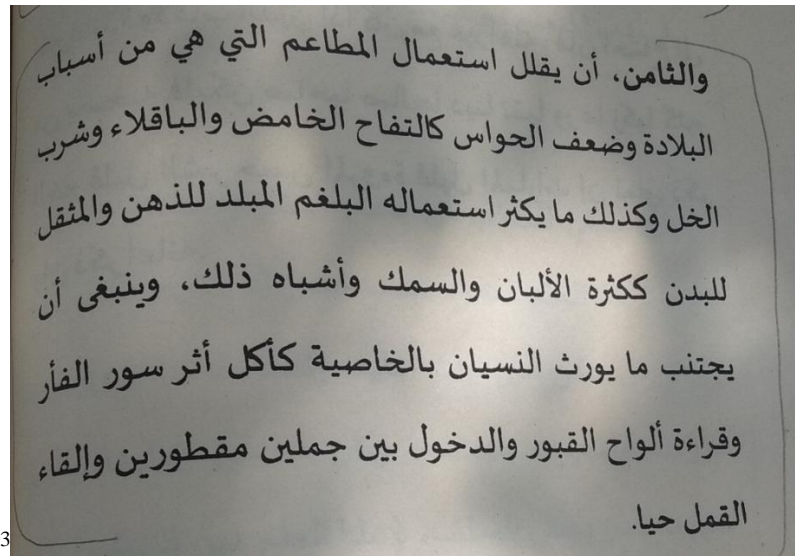 والثامن، أن يقلل استعمال المطاعم التي هي من أسباب
البلادة وضعف الحواس كالتفاح الخامض والباقلاء وشرب
الخل وكذلك ما يكثر استعماله البلغم المبلد للذهن والمثقل
للبدن ككثرة الألبان والسمك وأشباه ذلك، وينبغى أن
يجتنب ما يورث النسيان بالخاصية كأكل أثر سور الفأر
وقراءة ألواح القبور والدخول بين جملين مقطورين وإلقاء
القمل حيا.
3